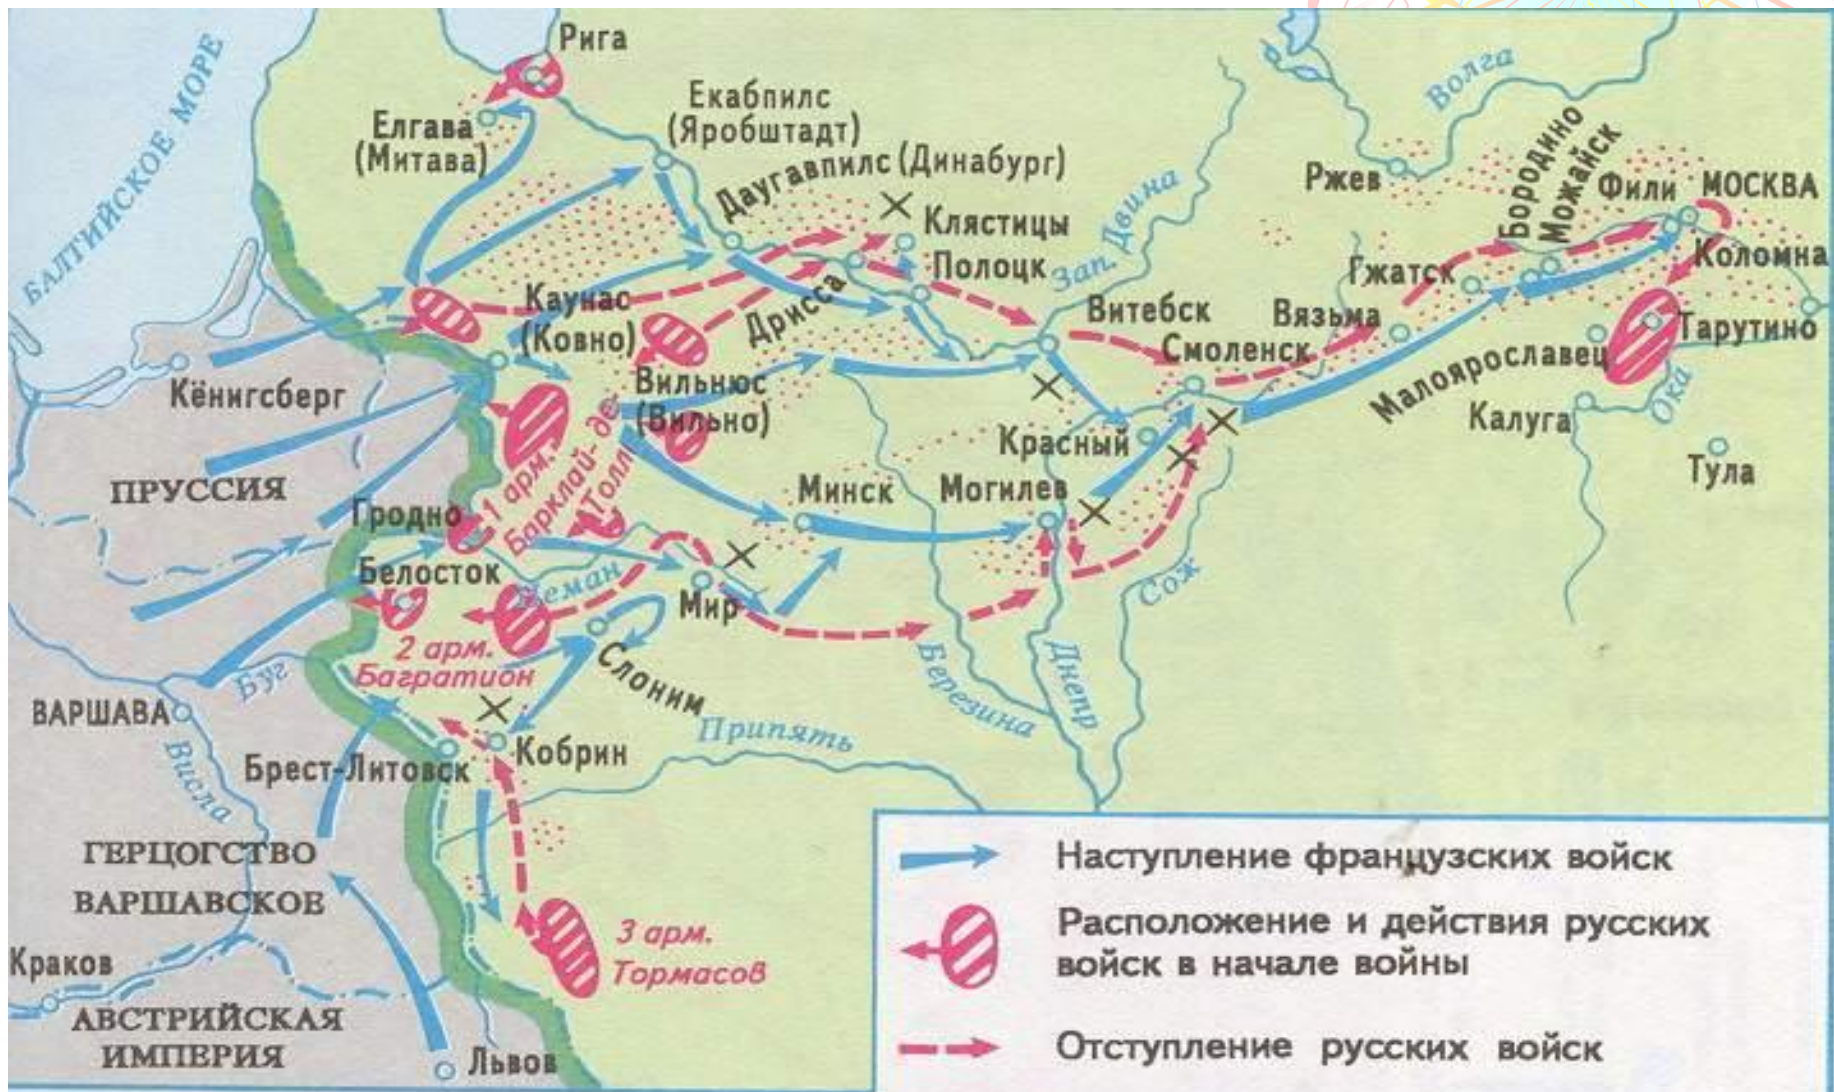 Рига
БАЛТИЙСКОЕ МОРЕ
Елгава
(Митава)
Екабпилс
(Яробштадт)
Даугавпилс (Динабург)
Клястицы
Полоцк
Зап. Двина
Волга
Ржев
Бородино
Можайск
Фили
МОСКВА
Коломна
Гжатск
Вязьма
Тарутино
Малоярославец
Калуга
Ока
Тула
Каунас
(Ковно)
Дрисса
Витебск
Смоленск
Кёнигсберг
Вильнюс
(Вильно)
Красный
ПРУССИЯ
Гродно
1 арм.
Барклай-де-
Толли
Минск
Могилев
Белосток
Неман
Мир
Сож
2 арм.
Багратион
Слоним
Березина
Днепр
Буг
ВАРШАВА
Висла
Припять
Кобрин
Брест-Литовск
ГЕРЦОГСТВО
ВАРШАВСКОЕ
3 арм.
Тормасов
Краков
АВСТРИЙСКАЯ
ИМПЕРИЯ
Львов
Наступление французских войск
Расположение и действия русских
войск в начале войны
Отступление русских войск